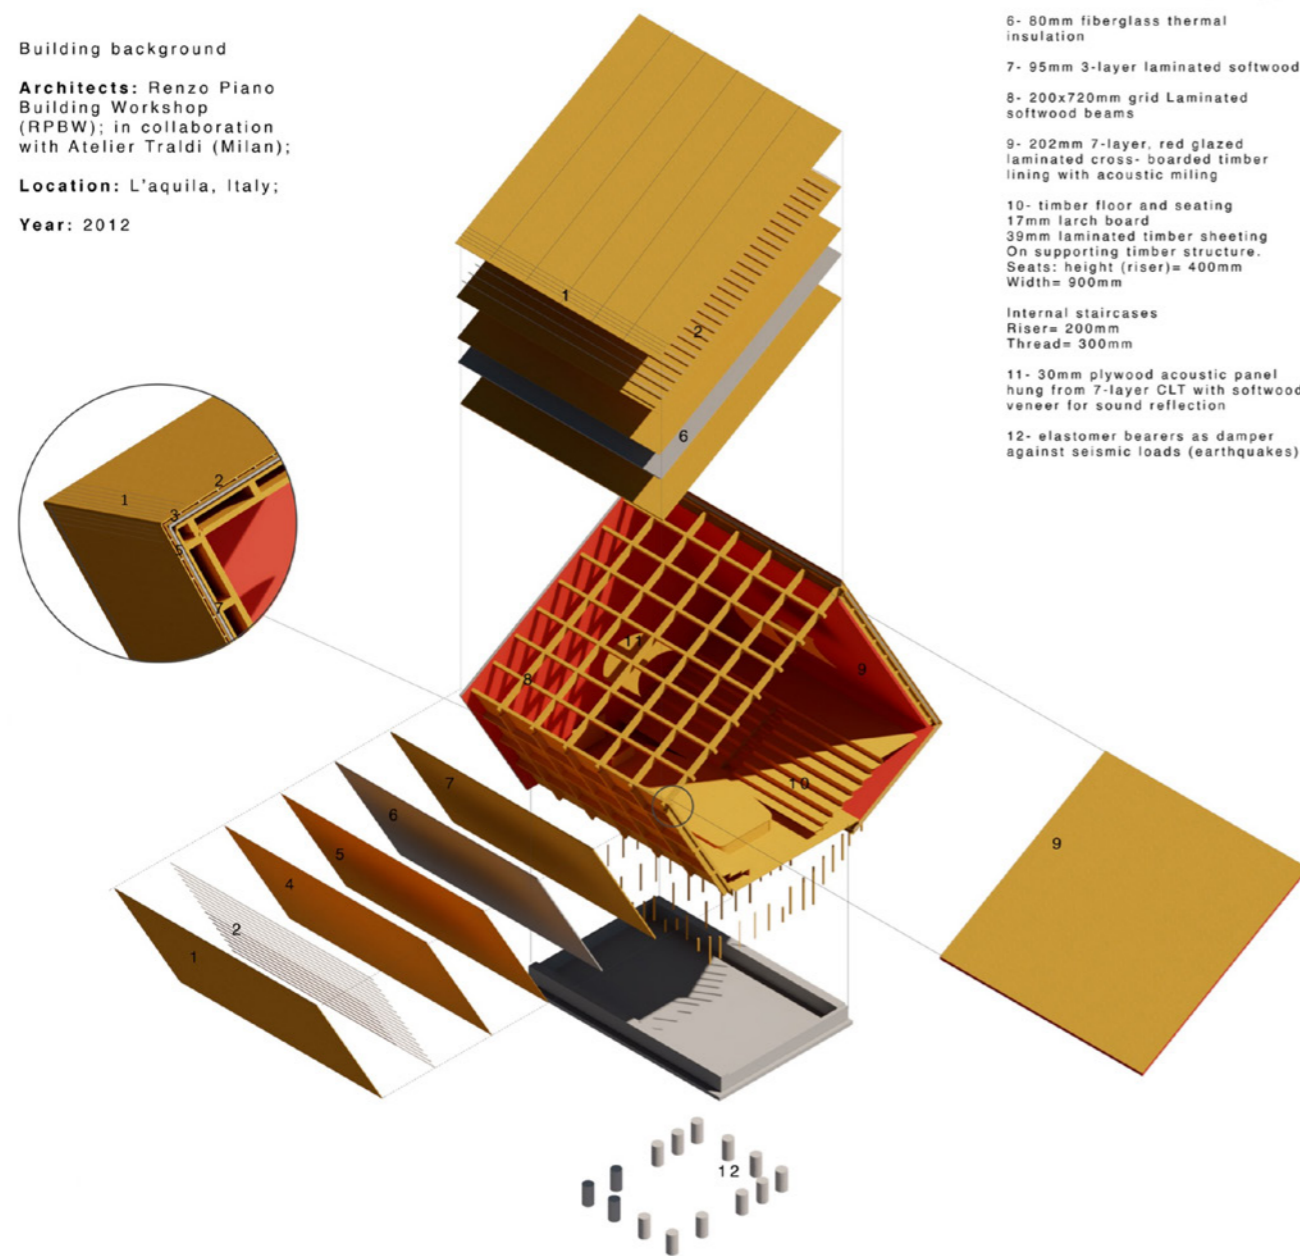 Building background
Architects: Renzo Piano
Building Workshop
(RPBW); in collaboration
with Atelier Traldi (Milan);
Location: L'aquila, Italy;
Year: 2012
6- 80mm fiberglass thermal
insulation
7- 95mm 3-layer laminated softwood
8- 200x720mm grid Laminated
softwood beams
9- 202mm 7-layer, red glazed
laminated cross- boarded timber
lining with acoustic miling
10- timber floor and seating
17mm larch board
39mm laminated timber sheeting
On supporting timber structure.
Seats: height (riser)= 400mm
Width= 900mm
Internal staircases
Riser= 200mm
Thread= 300mm
11- 30mm plywood acoustic panel
hung from 7-layer CLT with softwood
veneer for sound reflection
12- elastomer bearers as damper
against seismic loads (earthquakes)
1
2
6
2
1
3
5
7
11
8
9
10
7
6
5
4
2
1
9
12